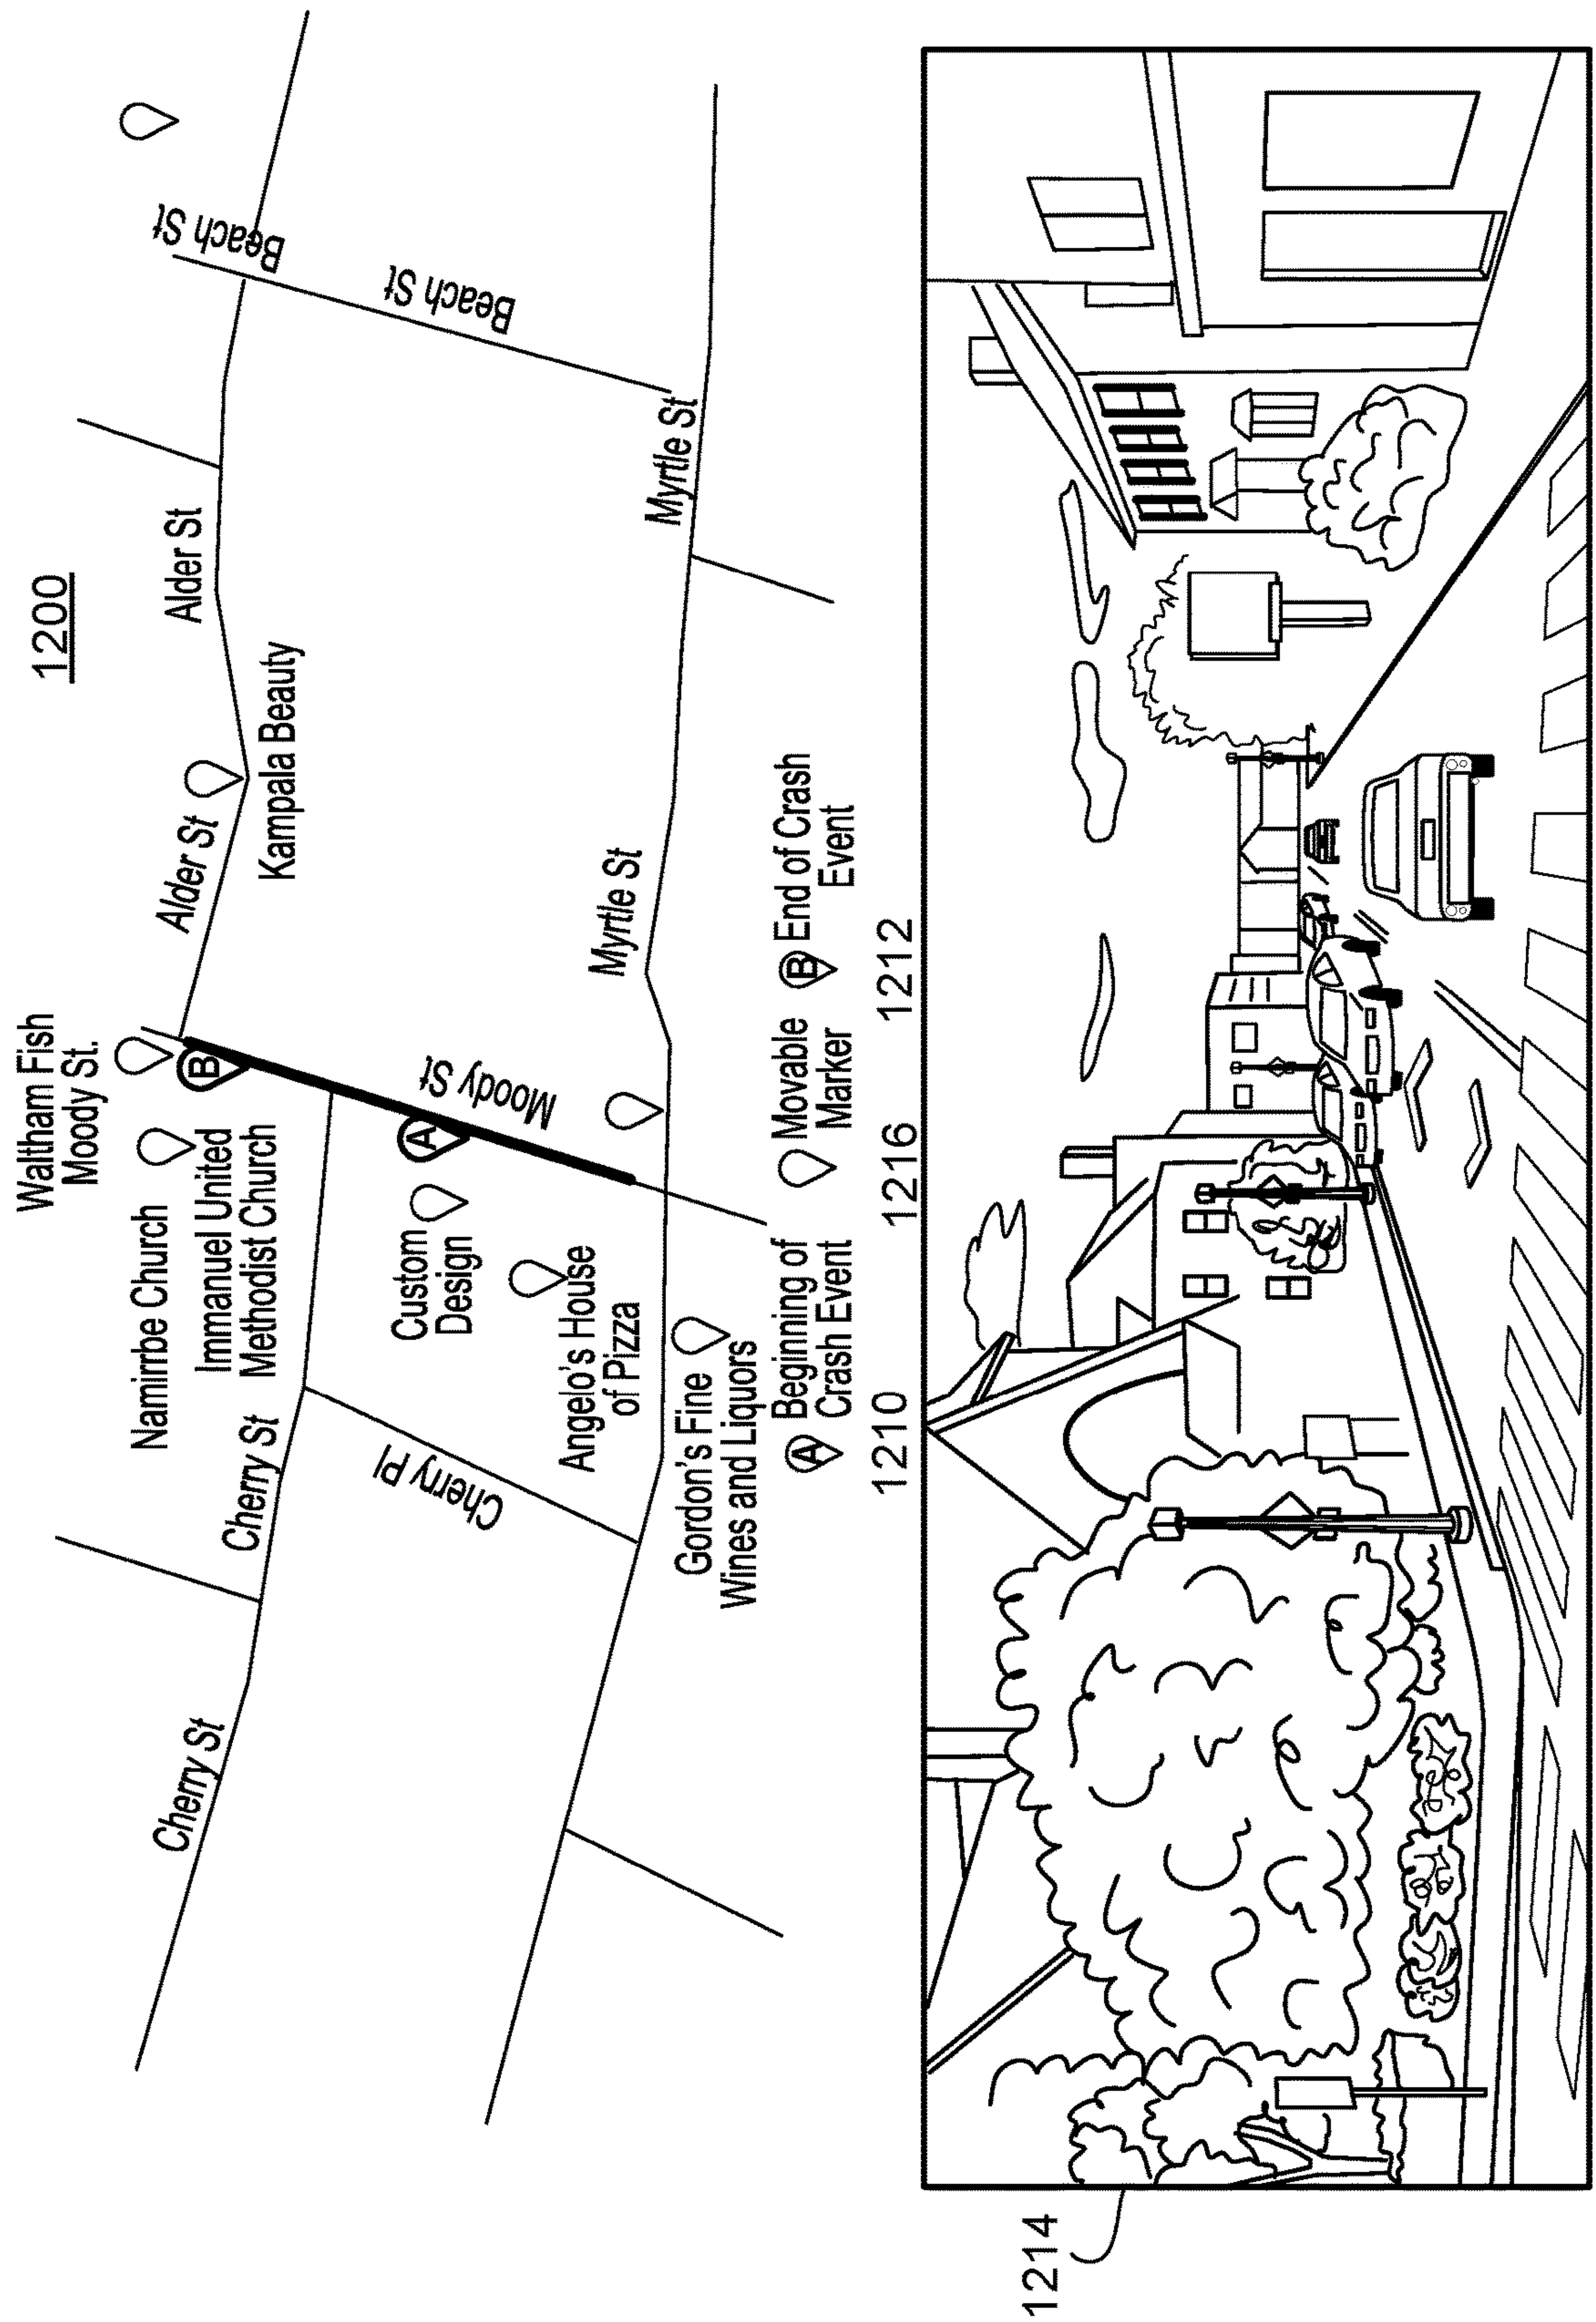 1200
Waltham Fish
Moody St.
Namirrbe Church
Immanuel United
Methodist Church
Alder St
Alder St
Beach St
Beach St
Kampala Beauty
Cherry St
Cherry St
Cherry Pl
Custom
Design
Moody St
Angelo's House
of Pizza
Myrtle St
Myrtle St
Gordon's Fine
Wines and Liquors
A
B
A Beginning of
Crash Event
Movable
Marker
B End of Crash
Event
1210
1216
1212
1214